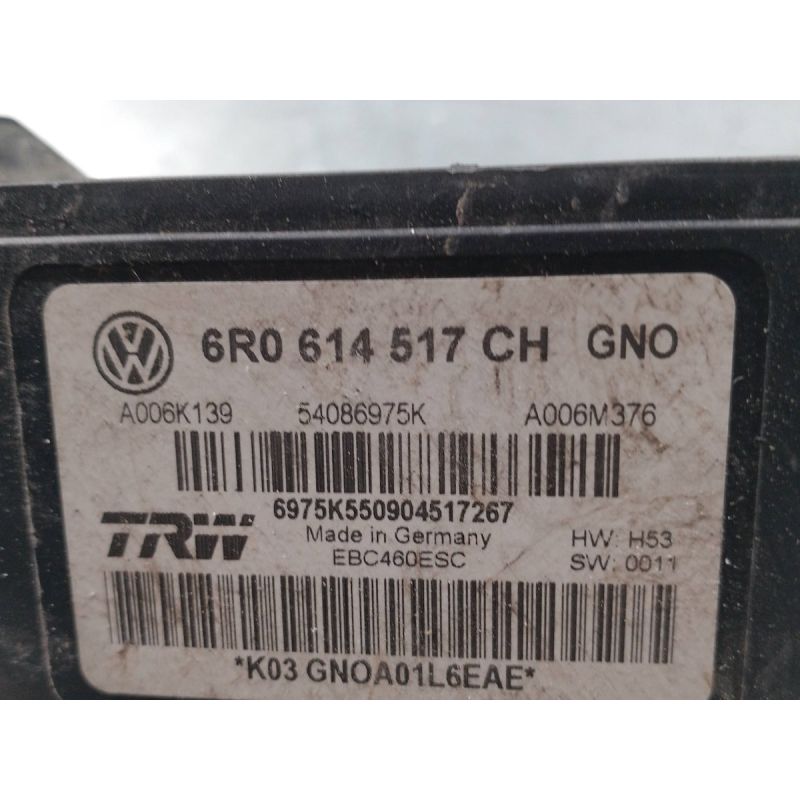 6R0 614 517 CH GNO
A006K139 54086975K A006M376
6975K550904517267
TRW Made in Germany HW: H53
EBC460ESC SW: 0011
*K03 GNOA01L6EAE*